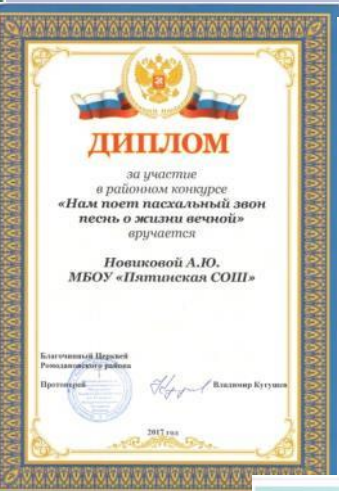 ДИПЛОМ
за участие
в районном конкурсе
«Нам поет пасхальный звон
песнь о жизни вечной»
вручается
Новиковой А.Ю.
МБОУ «Пятинская СОШ»
Благочинный Церквей
Ромодановского района
Протоиерей Владимир Кугушев
2017 год